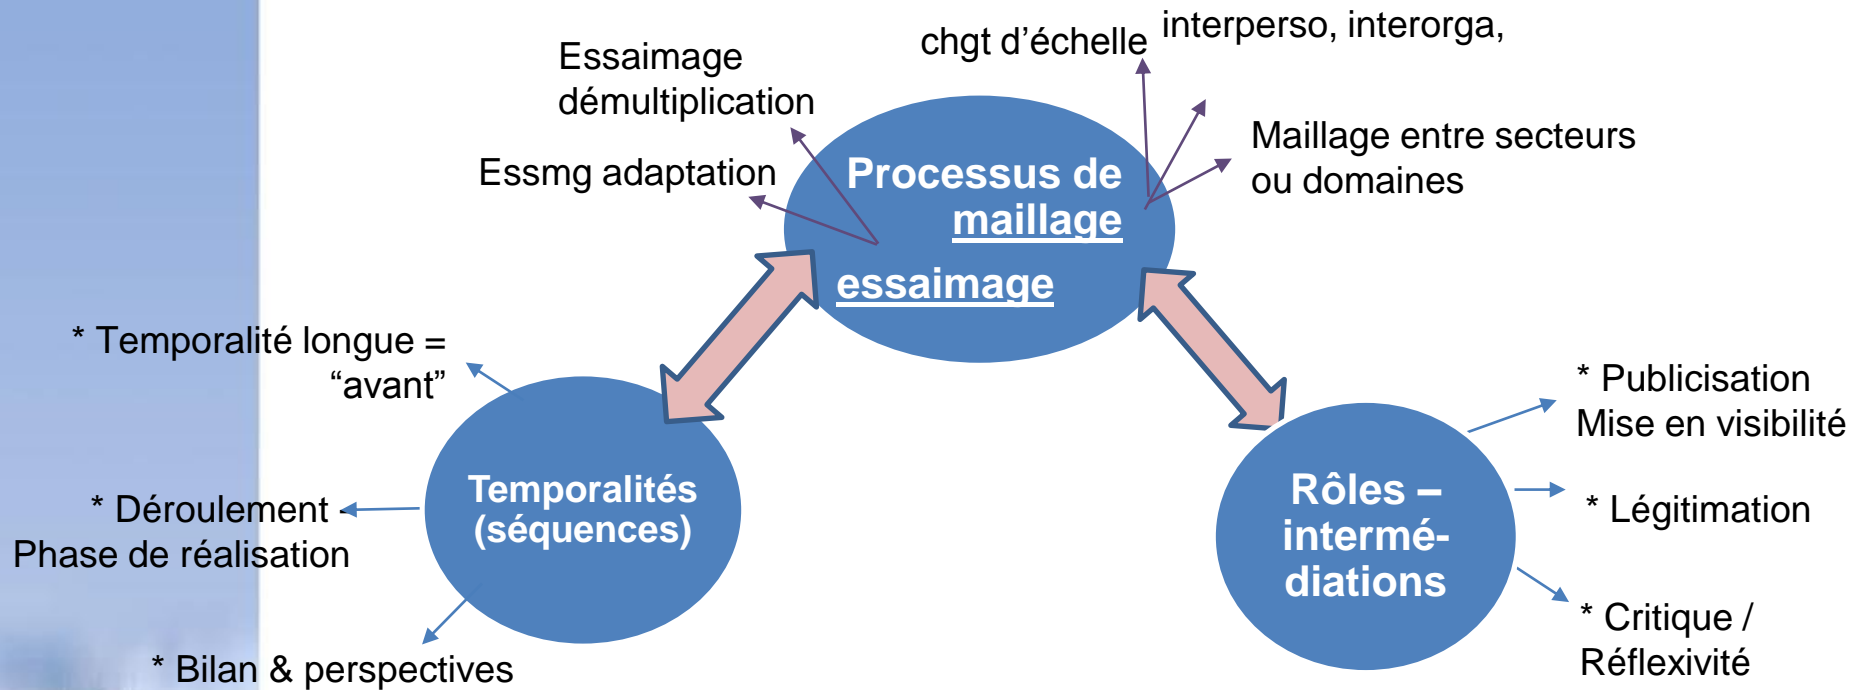 chgt d’échelle
interperso, interorga,
Essaimage
démultiplication
Essmg adaptation
Maillage entre secteurs
ou domaines
Processus de
maillage
essaimage
* Temporalité longue =
“avant”
* Déroulement -
Phase de réalisation
* Bilan & perspectives
Temporalités
(séquences)
Rôles –
intermé-
diations
* Publicisation
Mise en visibilité
* Légitimation
* Critique /
Réflexivité